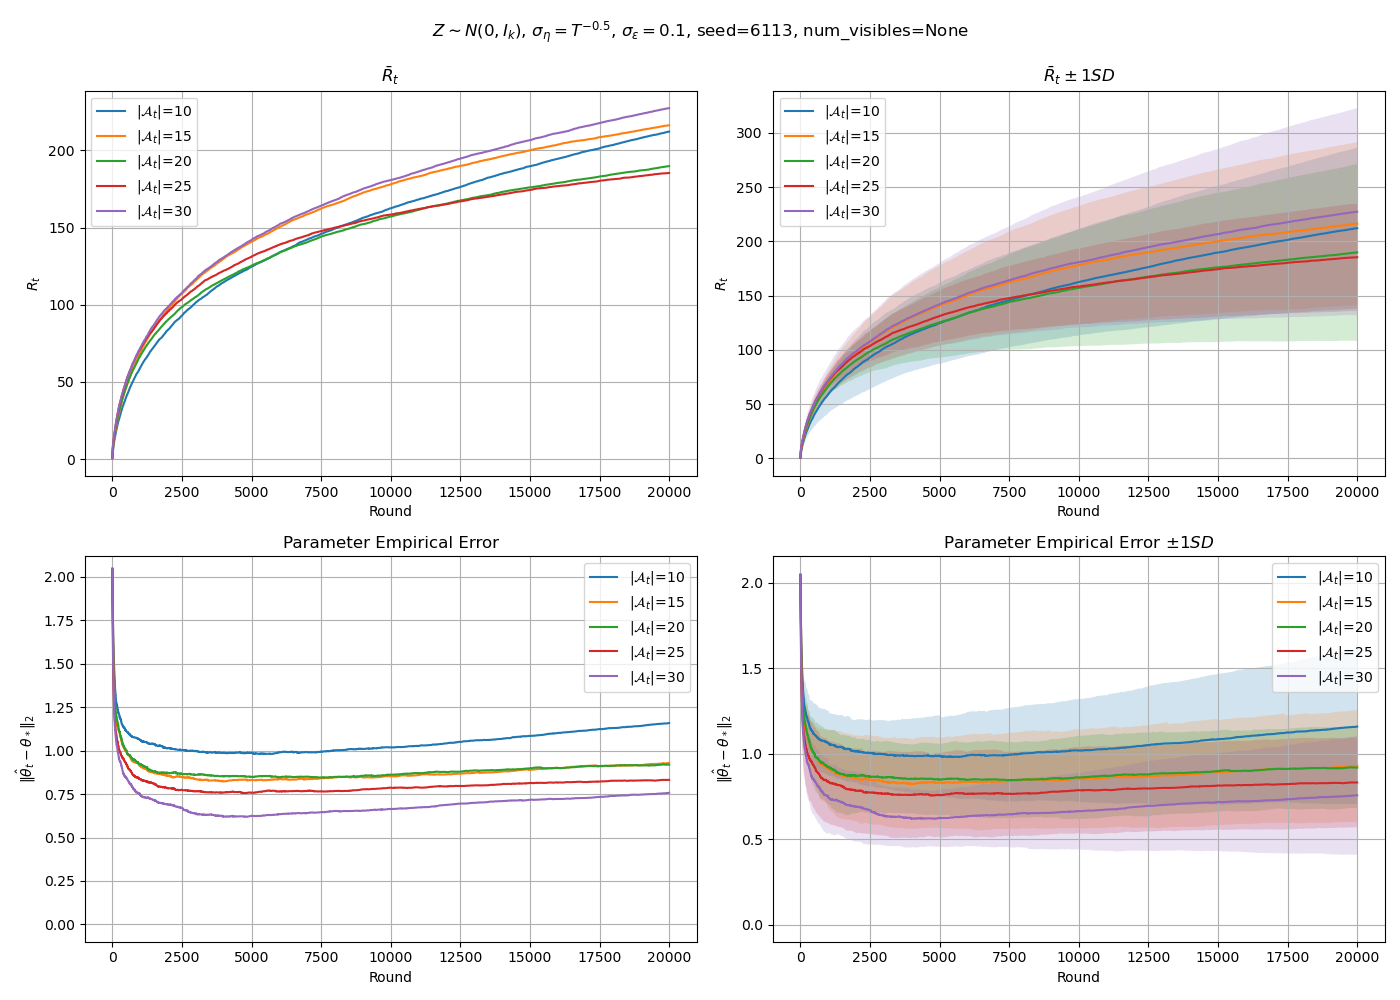 Z ~ N(0, I_k), σ_η = T^{-0.5}, σ_ε = 0.1, seed=6113, num_visibles=None
R̄_t
R_t
200
150
100
50
0
|𝒜_t|=10
|𝒜_t|=15
|𝒜_t|=20
|𝒜_t|=25
|𝒜_t|=30
0 2500 5000 7500 10000 12500 15000 17500 20000
Round
R̄_t ± 1SD
R_t
300
250
200
150
100
50
0
|𝒜_t|=10
|𝒜_t|=15
|𝒜_t|=20
|𝒜_t|=25
|𝒜_t|=30
0 2500 5000 7500 10000 12500 15000 17500 20000
Round
Parameter Empirical Error
‖θ̂_t − θ_*‖_2
2.00
1.75
1.50
1.25
1.00
0.75
0.50
0.25
0.00
|𝒜_t|=10
|𝒜_t|=15
|𝒜_t|=20
|𝒜_t|=25
|𝒜_t|=30
0 2500 5000 7500 10000 12500 15000 17500 20000
Round
Parameter Empirical Error ±1SD
‖θ̂_t − θ_*‖_2
2.0
1.5
1.0
0.5
0.0
|𝒜_t|=10
|𝒜_t|=15
|𝒜_t|=20
|𝒜_t|=25
|𝒜_t|=30
0 2500 5000 7500 10000 12500 15000 17500 20000
Round